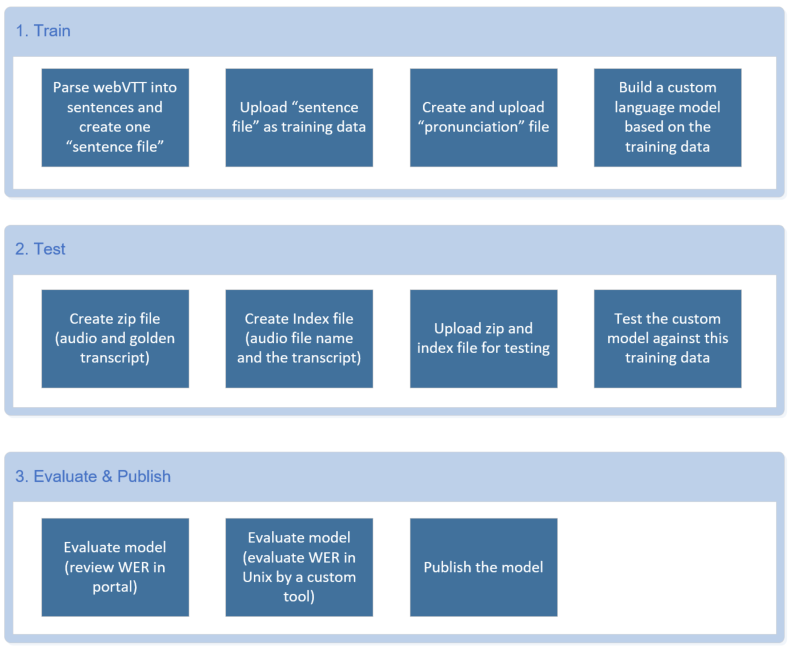 1. Train
Parse webVTT into
sentences and
create one
“sentence file”
Upload “sentence
file” as training data
Create and upload
“pronunciation” file
Build a custom
language model
based on the
training data
2. Test
Create zip file
(audio and golden
transcript)
Create Index file
(audio file name
and the transcript)
Upload zip and
index file for testing
Test the custom
model against this
training data
3. Evaluate & Publish
Evaluate model
(review WER in
portal)
Evaluate model
(evaluate WER in
Unix by a custom
tool)
Publish the model